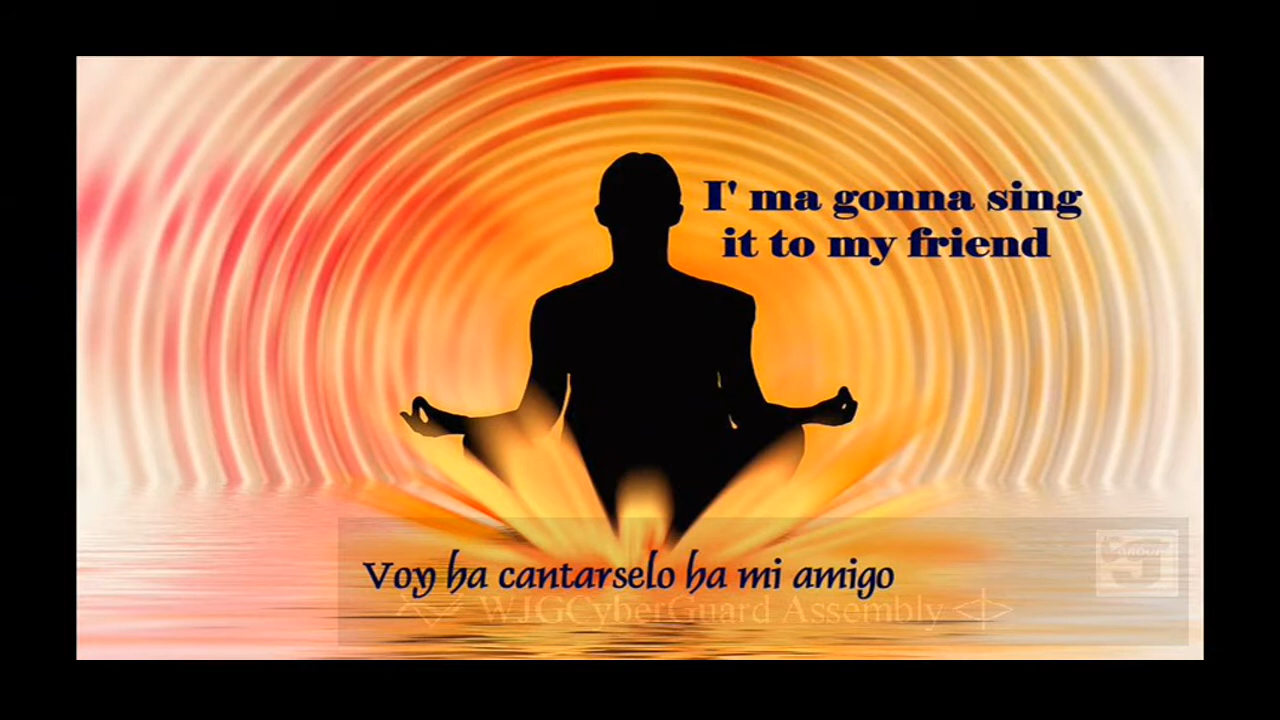 I' ma gonna sing
it to my friend
Voy ha cantarselo ha mi amigo
WJGCyberGuard Assembly